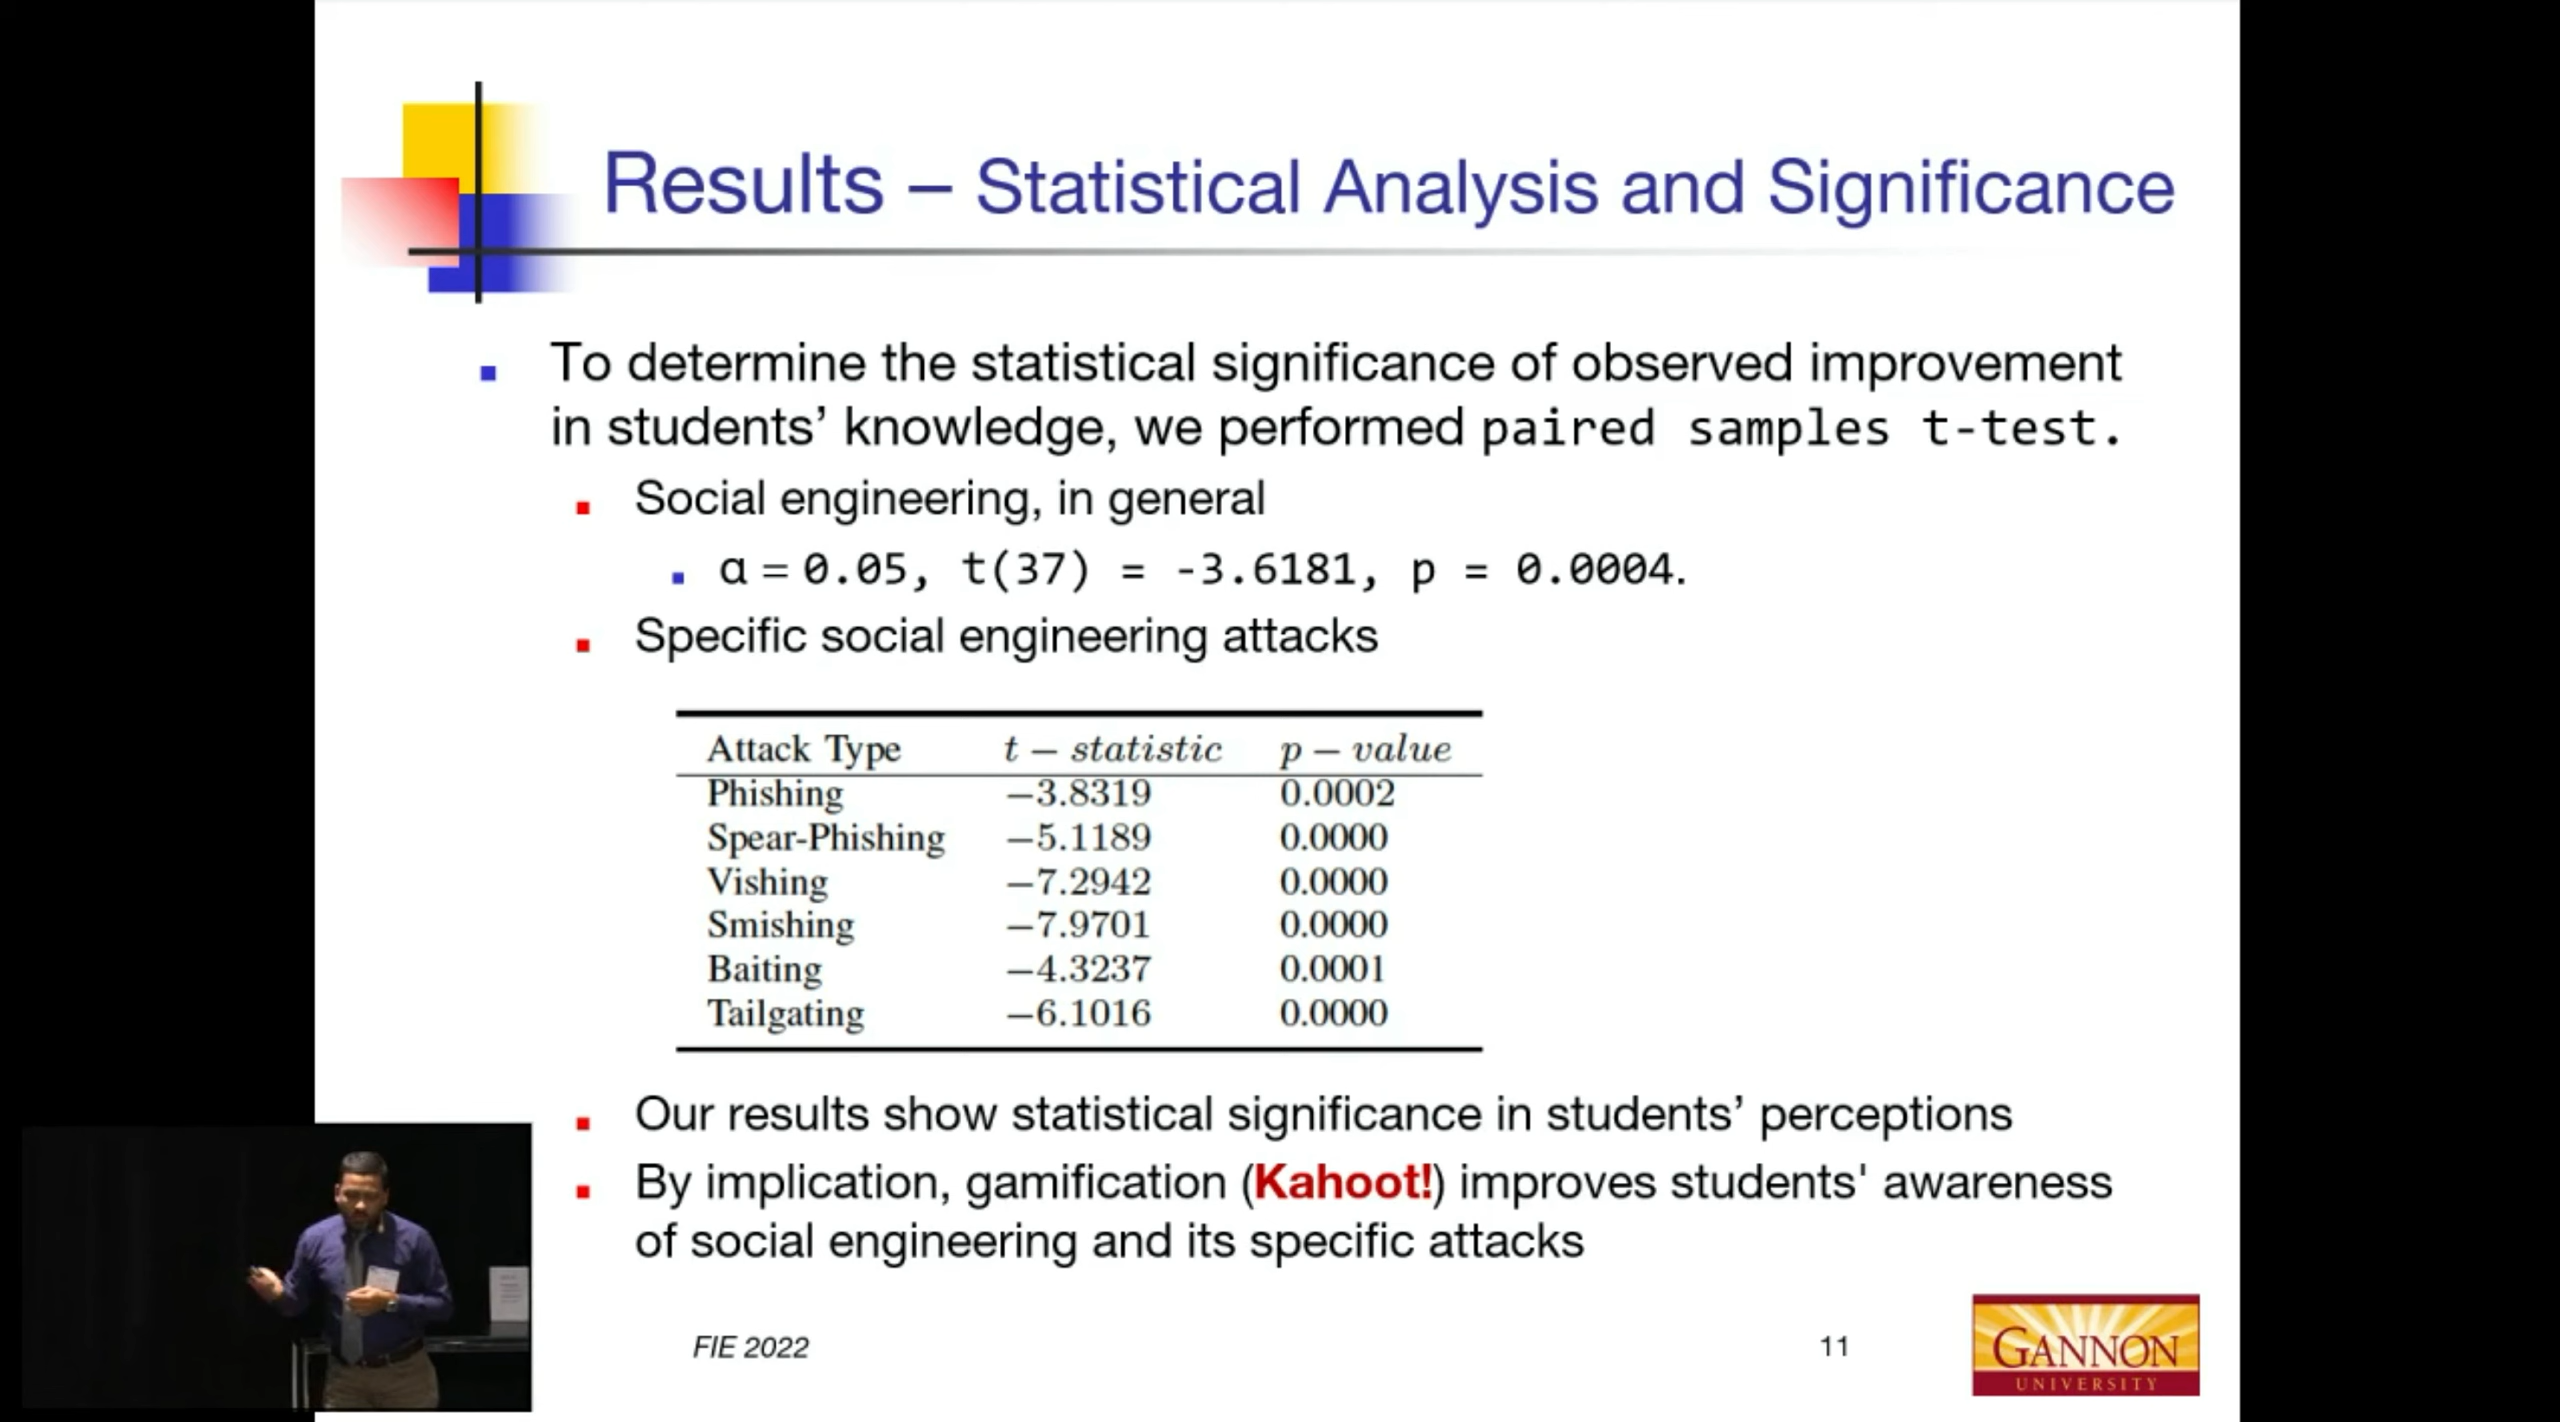 Results – Statistical Analysis and Significance
To determine the statistical significance of observed improvement
in students’ knowledge, we performed paired samples t-test.
Social engineering, in general
α = 0.05, t(37) = -3.6181, p = 0.0004.
Specific social engineering attacks
Attack Type t − statistic p − value
Phishing −3.8319 0.0002
Spear-Phishing −5.1189 0.0000
Vishing −7.2942 0.0000
Smishing −7.9701 0.0000
Baiting −4.3237 0.0001
Tailgating −6.1016 0.0000
Our results show statistical significance in students’ perceptions
By implication, gamification (Kahoot!) improves students' awareness
of social engineering and its specific attacks
FIE 2022
11
GANNON
UNIVERSITY